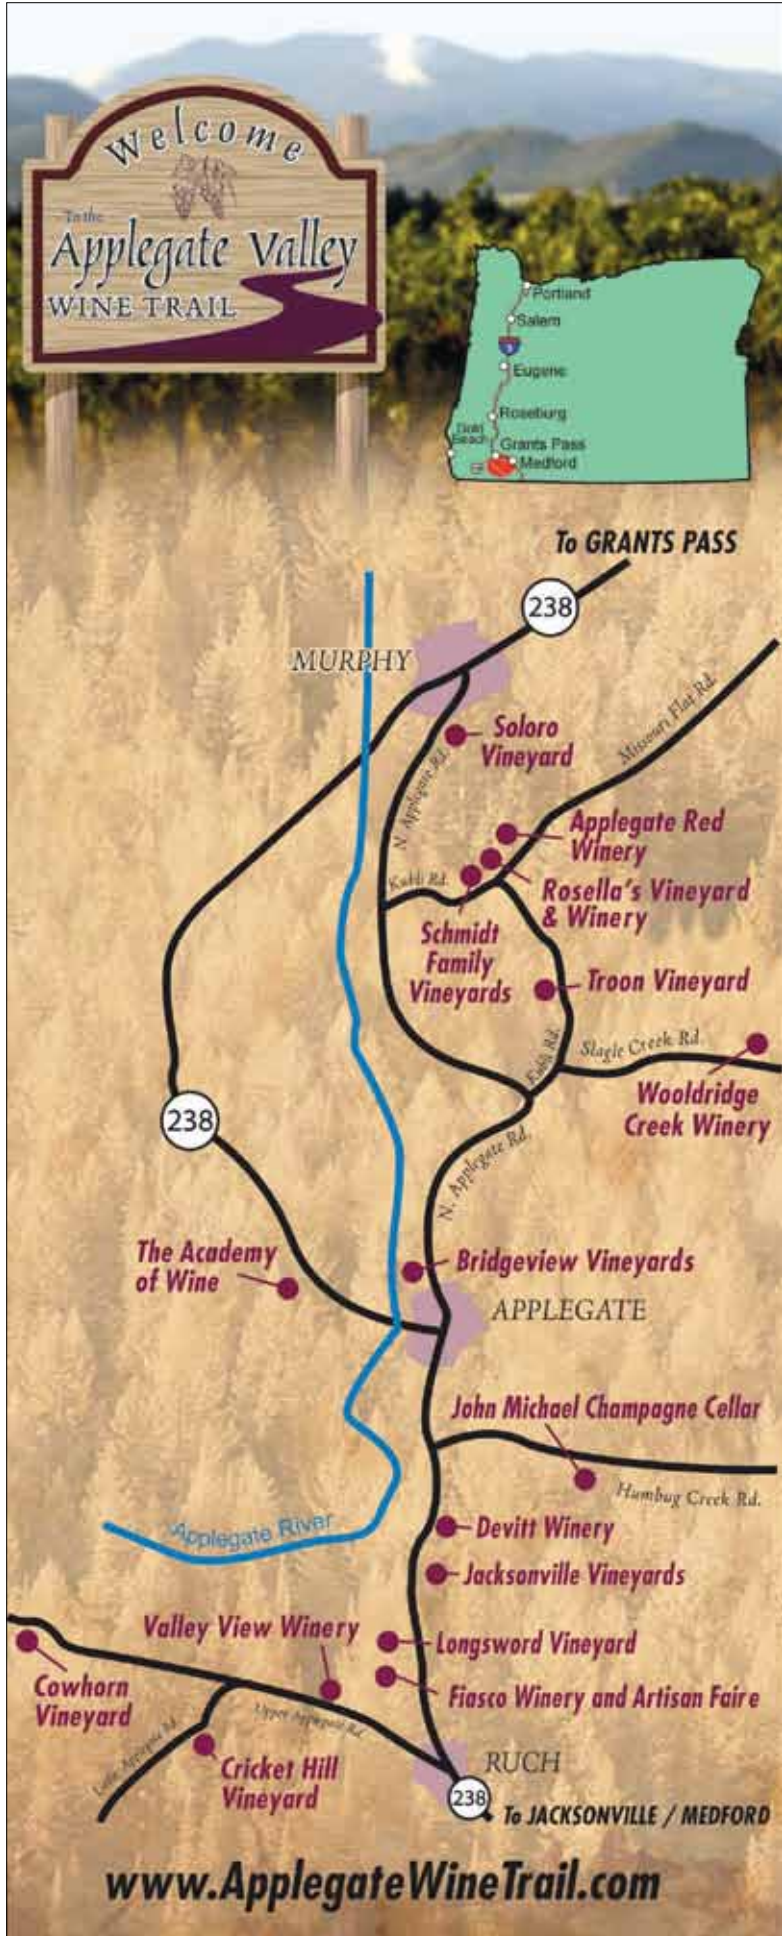 Welcome
To the
Applegate Valley
WINE TRAIL
Portland
Salem
5
Eugene
Roseburg
Gold
Beach
Grants Pass
Medford
To GRANTS PASS
238
MURPHY
Missouri Flat Rd.
Soloro
Vineyard
N. Applegate Rd.
Applegate Red
Winery
Kubli Rd.
Rosella's Vineyard
& Winery
Schmidt
Family
Vineyards
Troon Vineyard
Kubli Rd.
Slagle Creek Rd.
Wooldridge
Creek Winery
238
N. Applegate Rd.
The Academy
of Wine
Bridgeview Vineyards
APPLEGATE
John Michael Champagne Cellar
Humbug Creek Rd.
Applegate River
Devitt Winery
Jacksonville Vineyards
Valley View Winery
Longsword Vineyard
Cowhorn
Vineyard
Fiasco Winery and Artisan Faire
Upper Applegate Rd.
Little Applegate Rd.
Cricket Hill
Vineyard
RUCH
238
To JACKSONVILLE / MEDFORD
www.ApplegateWineTrail.com